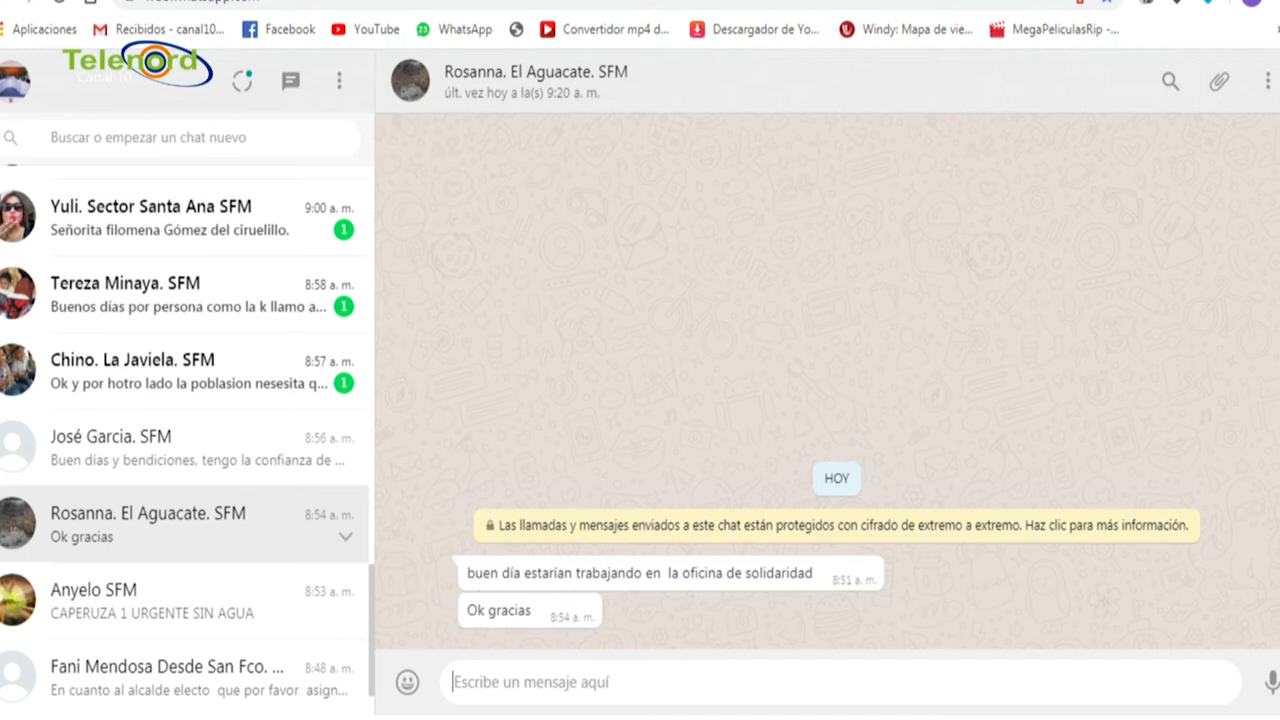 Aplicaciones
Recibidos - canal10...
Facebook
YouTube
WhatsApp
Convertidor mp4 d...
Descargador de Yo...
Windy: Mapa de vie...
MegaPeliculasRip -...
Telenord
Canal 10
Buscar o empezar un chat nuevo
Yuli. Sector Santa Ana SFM
9:00 a. m.
Señorita filomena Gómez del ciruelillo.
1
Tereza Minaya. SFM
8:58 a. m.
Buenos días por persona como la k llamo a...
1
Chino. La Javiela. SFM
8:57 a. m.
Ok y por hotro lado la poblasion nesesita q...
1
José Garcia. SFM
8:56 a. m.
Buen días y bendiciones, tengo la confianza de ...
Rosanna. El Aguacate. SFM
8:54 a. m.
Ok gracias
Anyelo SFM
8:53 a. m.
CAPERUZA 1 URGENTE SIN AGUA
Fani Mendosa Desde San Fco. ...
8:48 a. m.
En cuanto al alcalde electo que por favor asign...
Rosanna. El Aguacate. SFM
últ. vez hoy a la(s) 9:20 a. m.
HOY
Las llamadas y mensajes enviados a este chat están protegidos con cifrado de extremo a extremo. Haz clic para más información.
buen día estarían trabajando en la oficina de solidaridad
8:51 a. m.
Ok gracias
8:54 a. m.
Escribe un mensaje aquí